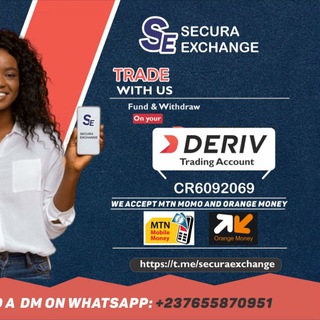 SE SECURA
EXCHANGE
TRADE
WITH US
Fund & Withdraw
On your
DERIV
Trading Account
CR6092069
WE ACCEPT MTN MOMO AND ORANGE MONEY
MTN
Mobile
Money
Orange Money
SE
SECURA
EXCHANGE
https://t.me/securaexchange
D A DM ON WHATSAPP: +237655870951